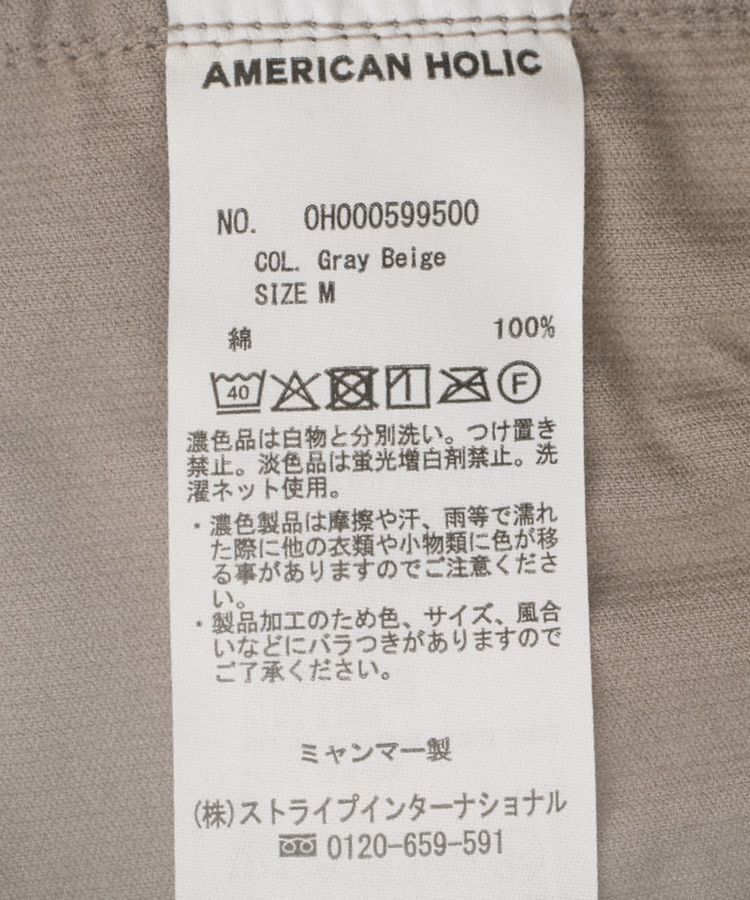 AMERICAN HOLIC
NO. OH000599500
COL. Gray Beige
SIZE M
綿 100%
40 F
濃色品は白物と分別洗い。つけ置き
禁止。淡色品は蛍光増白剤禁止。洗
濯ネット使用。
・濃色製品は摩擦や汗、雨等で濡れ
た際に他の衣類や小物類に色が移
る事がありますのでご注意くださ
い。
・製品加工のため色、サイズ、風合
いなどにバラつきがありますので
ご了承ください。
ミャンマー製
(株)ストライプインターナショナル
0120-659-591